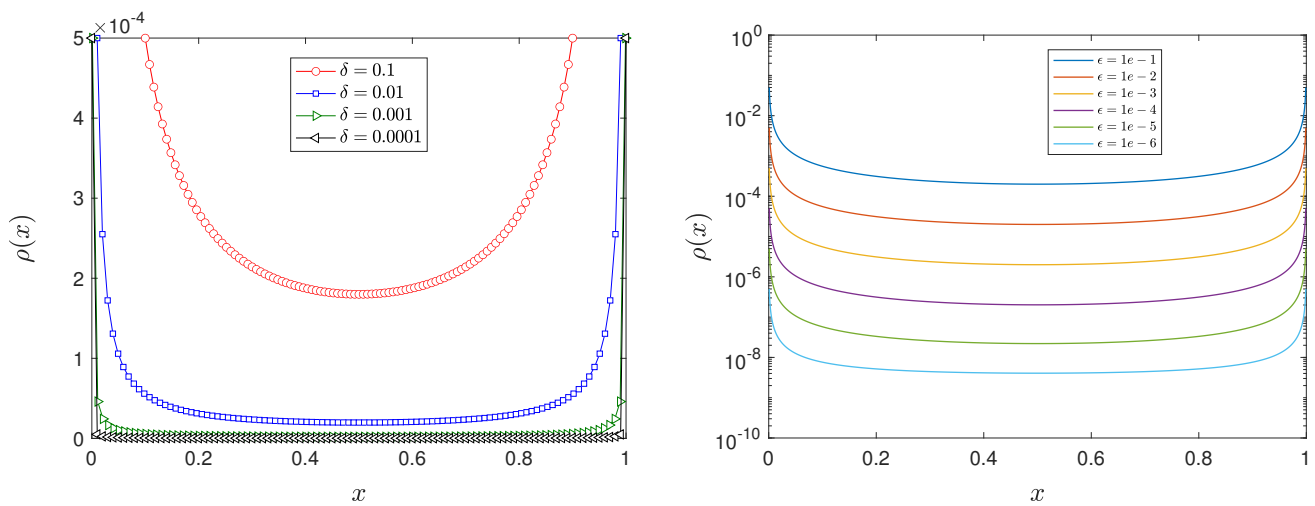 ×10⁻⁴
5
4
3
2
1
0
0
0.2
0.4
0.6
0.8
1
ρ(x)
x
δ = 0.1
δ = 0.01
δ = 0.001
δ = 0.0001
10⁰
10⁻²
10⁻⁴
10⁻⁶
10⁻⁸
10⁻¹⁰
0
0.2
0.4
0.6
0.8
1
ρ(x)
x
ϵ = 1e − 1
ϵ = 1e − 2
ϵ = 1e − 3
ϵ = 1e − 4
ϵ = 1e − 5
ϵ = 1e − 6